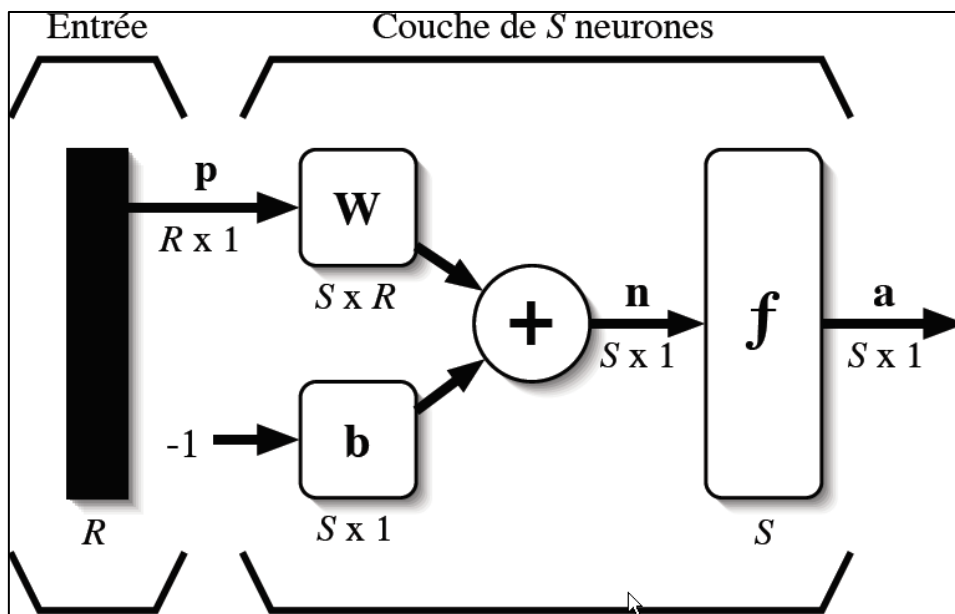 Entrée Couche de S neurones
p
R x 1
W
S x R
+
n
S x 1
f
a
S x 1
-1
b
S x 1
R
S